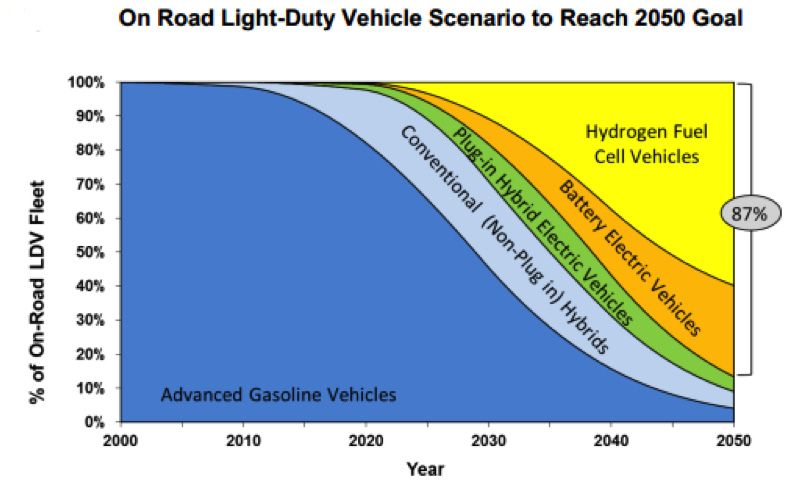 On Road Light-Duty Vehicle Scenario to Reach 2050 Goal
100%
90%
80%
70%
60%
50%
40%
30%
20%
10%
0%
% of On-Road LDV Fleet
Hydrogen Fuel
Cell Vehicles
87%
Plug-in Hybrid Electric Vehicles
Battery Electric Vehicles
Conventional (Non-Plug in) Hybrids
Advanced Gasoline Vehicles
2000
2010
2020
2030
2040
2050
Year